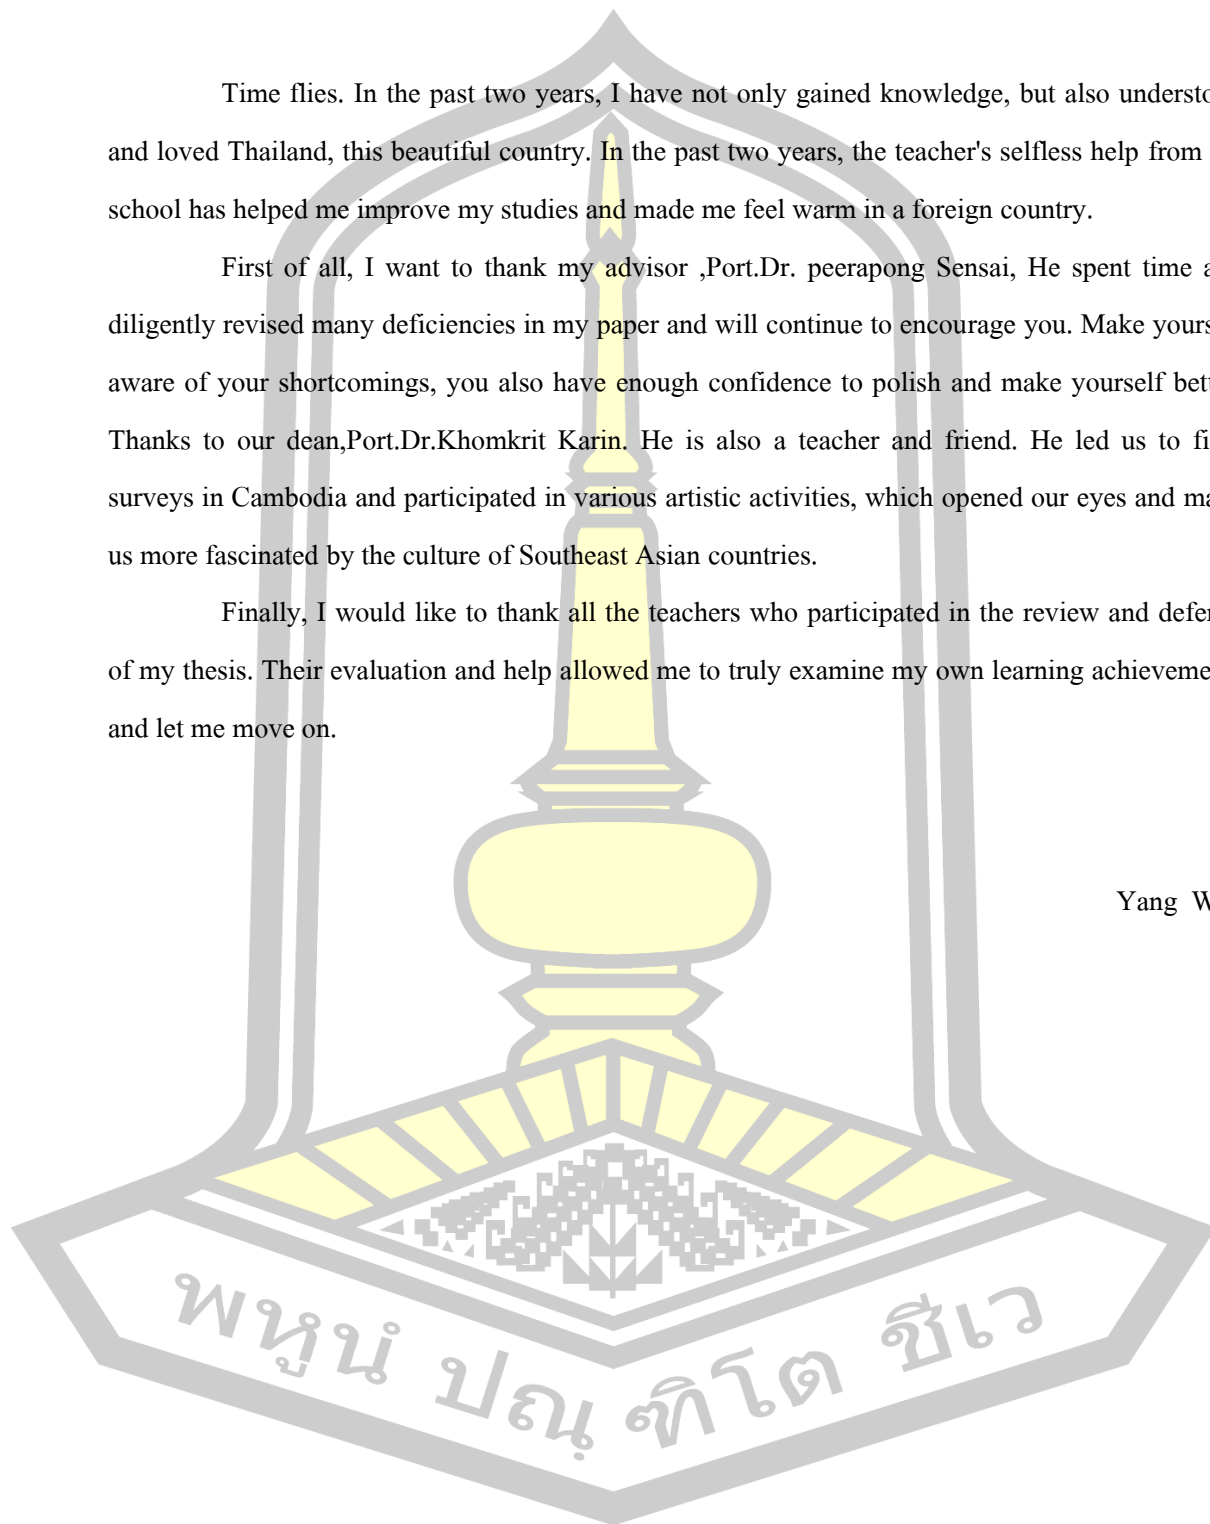 Time flies. In the past two years, I have not only gained knowledge, but also understo
and loved Thailand, this beautiful country. In the past two years, the teacher's selfless help from
school has helped me improve my studies and made me feel warm in a foreign country.
First of all, I want to thank my advisor ,Port.Dr. peerapong Sensai, He spent time a
diligently revised many deficiencies in my paper and will continue to encourage you. Make yours
aware of your shortcomings, you also have enough confidence to polish and make yourself bett
Thanks to our dean,Port.Dr.Khomkrit Karin. He is also a teacher and friend. He led us to fi
surveys in Cambodia and participated in various artistic activities, which opened our eyes and ma
us more fascinated by the culture of Southeast Asian countries.
Finally, I would like to thank all the teachers who participated in the review and defen
of my thesis. Their evaluation and help allowed me to truly examine my own learning achieveme
and let me move on.
Yang W
พหูนํ ปณฺฑิโต ชีเว